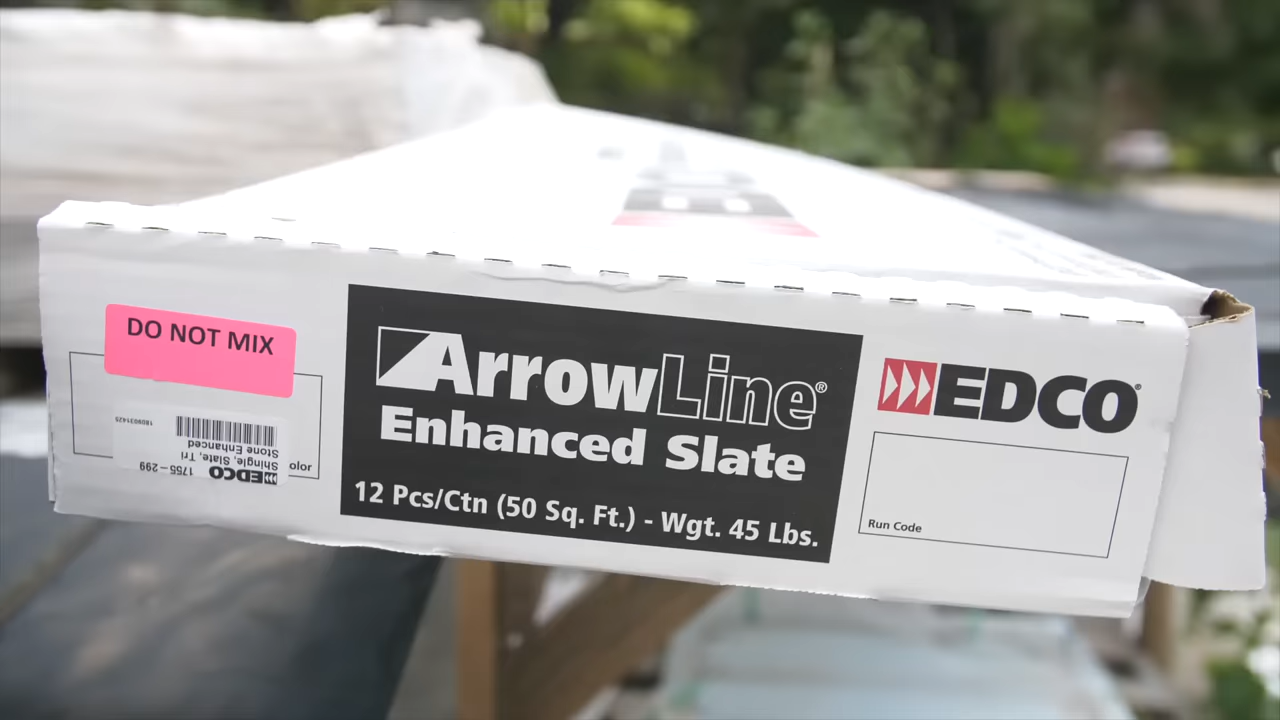 DO NOT MIX
1809031429
Stone Enhanced
Shingle, Slate, Tri
1755-299
EDCO
olor
ArrowLine®
Enhanced Slate
12 Pcs/Ctn (50 Sq. Ft.) - Wgt. 45 Lbs.
EDCO®
Run Code